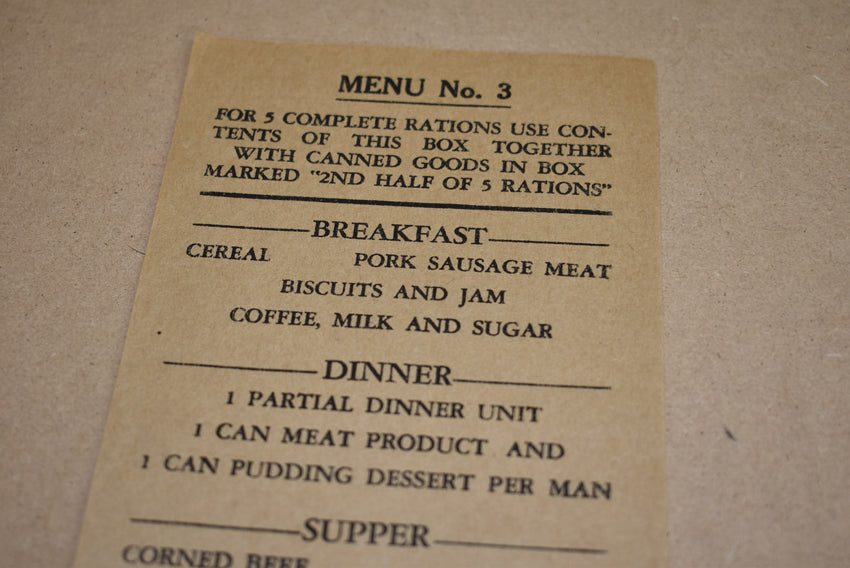 MENU No. 3
FOR 5 COMPLETE RATIONS USE CON-
TENTS OF THIS BOX TOGETHER
WITH CANNED GOODS IN BOX
MARKED "2ND HALF OF 5 RATIONS"
BREAKFAST
CEREAL PORK SAUSAGE MEAT
BISCUITS AND JAM
COFFEE, MILK AND SUGAR
DINNER
1 PARTIAL DINNER UNIT
1 CAN MEAT PRODUCT AND
1 CAN PUDDING DESSERT PER MAN
SUPPER
CORNED BEEF